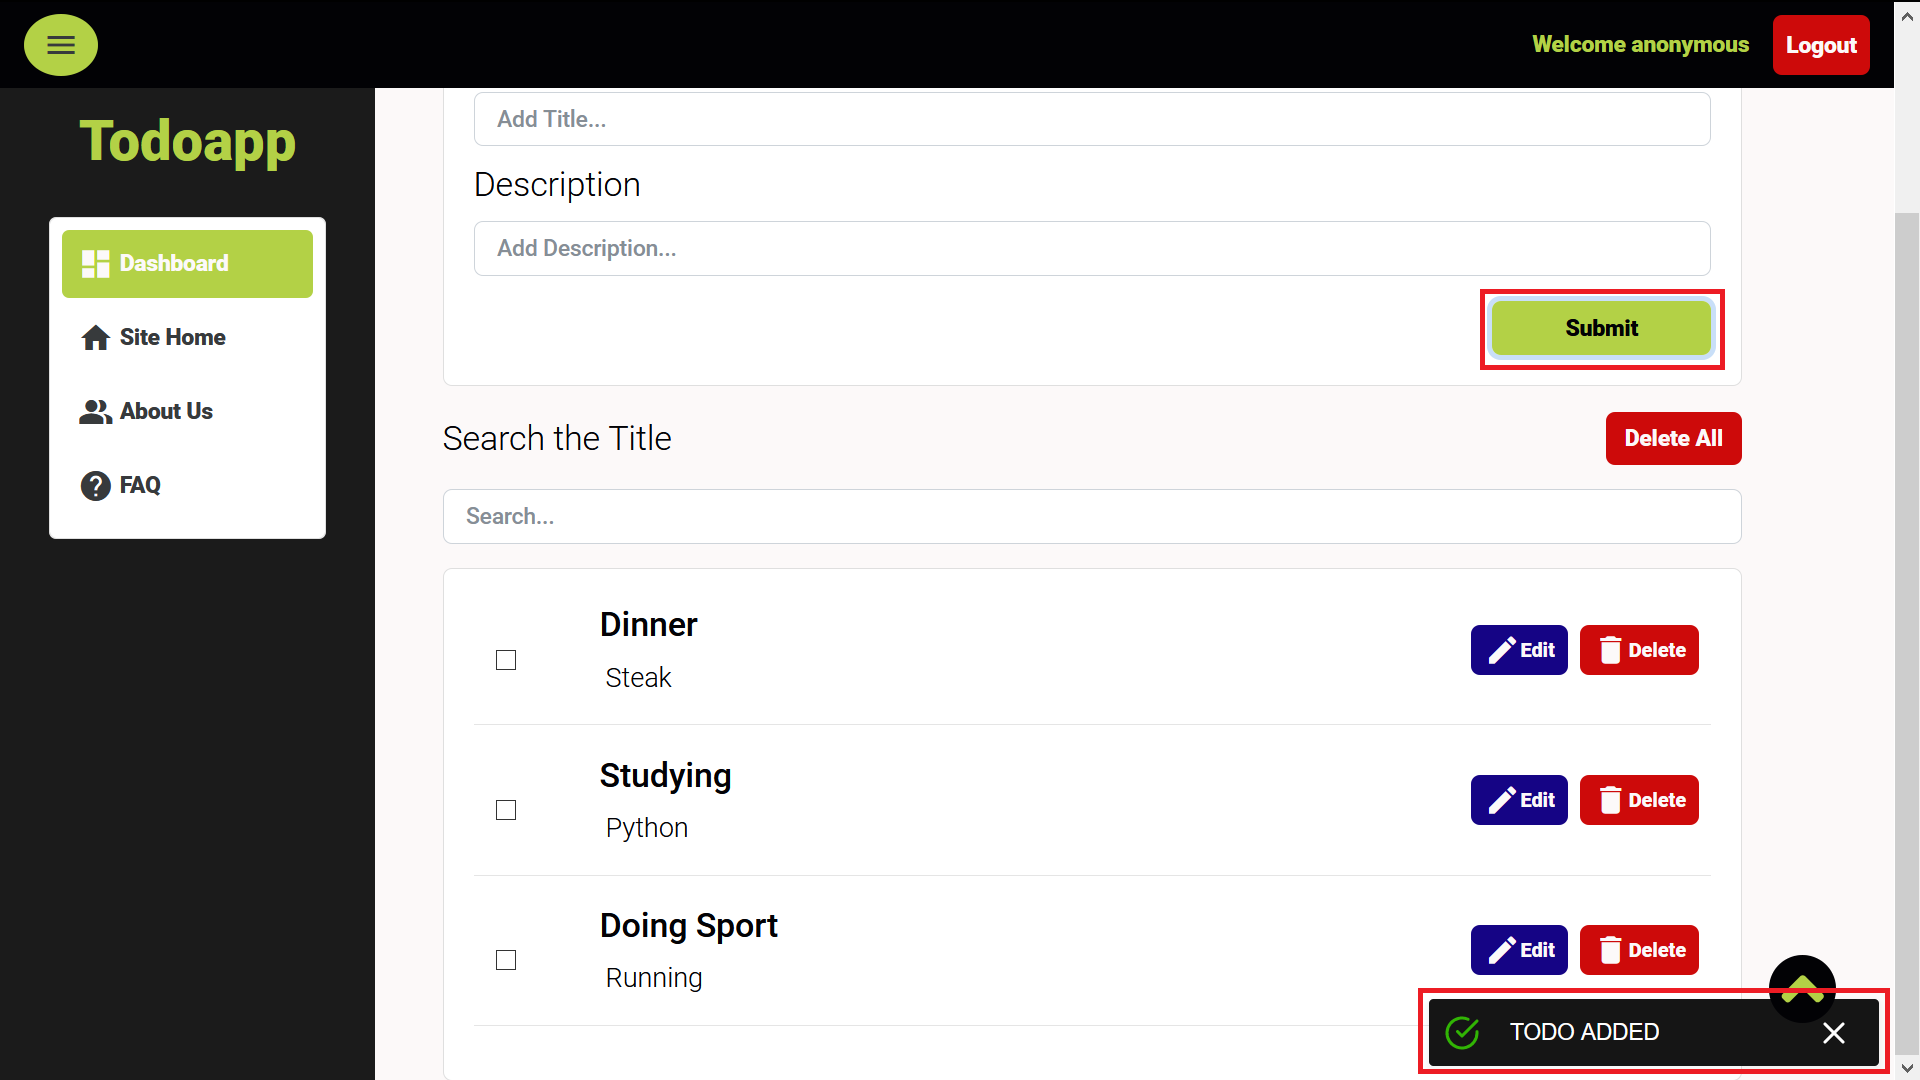 Welcome anonymous
Logout
Todoapp
Dashboard
Site Home
About Us
FAQ
Add Title...
Description
Add Description...
Submit
Search the Title
Delete All
Search...
Dinner
Steak
Edit
Delete
Studying
Python
Edit
Delete
Doing Sport
Running
Edit
Delete
TODO ADDED